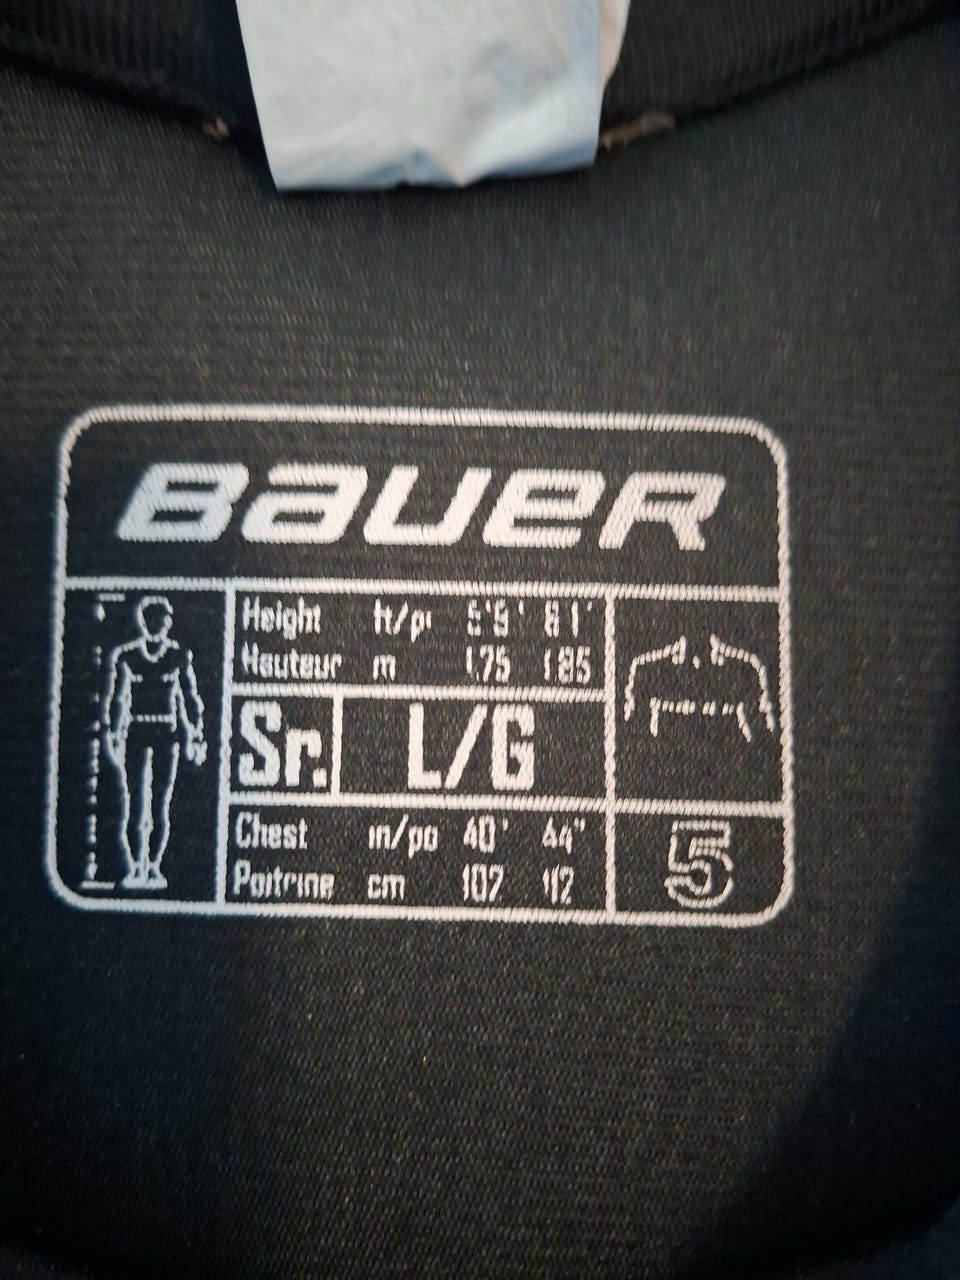 BAUER
Height ft/pi 5'9' 6'1'
Hauteur m 1.75 1.85
Sr. L/G
Chest in/po 40" 44"
Poitrine cm 102 112
5